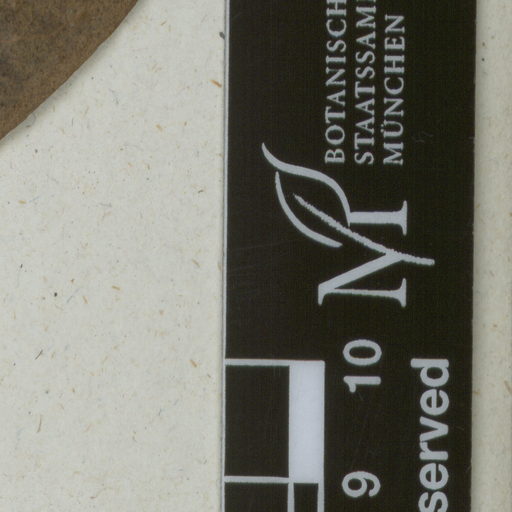 BOTANISCH
STAATSSAM
MÜNCHEN
M
10
9
served